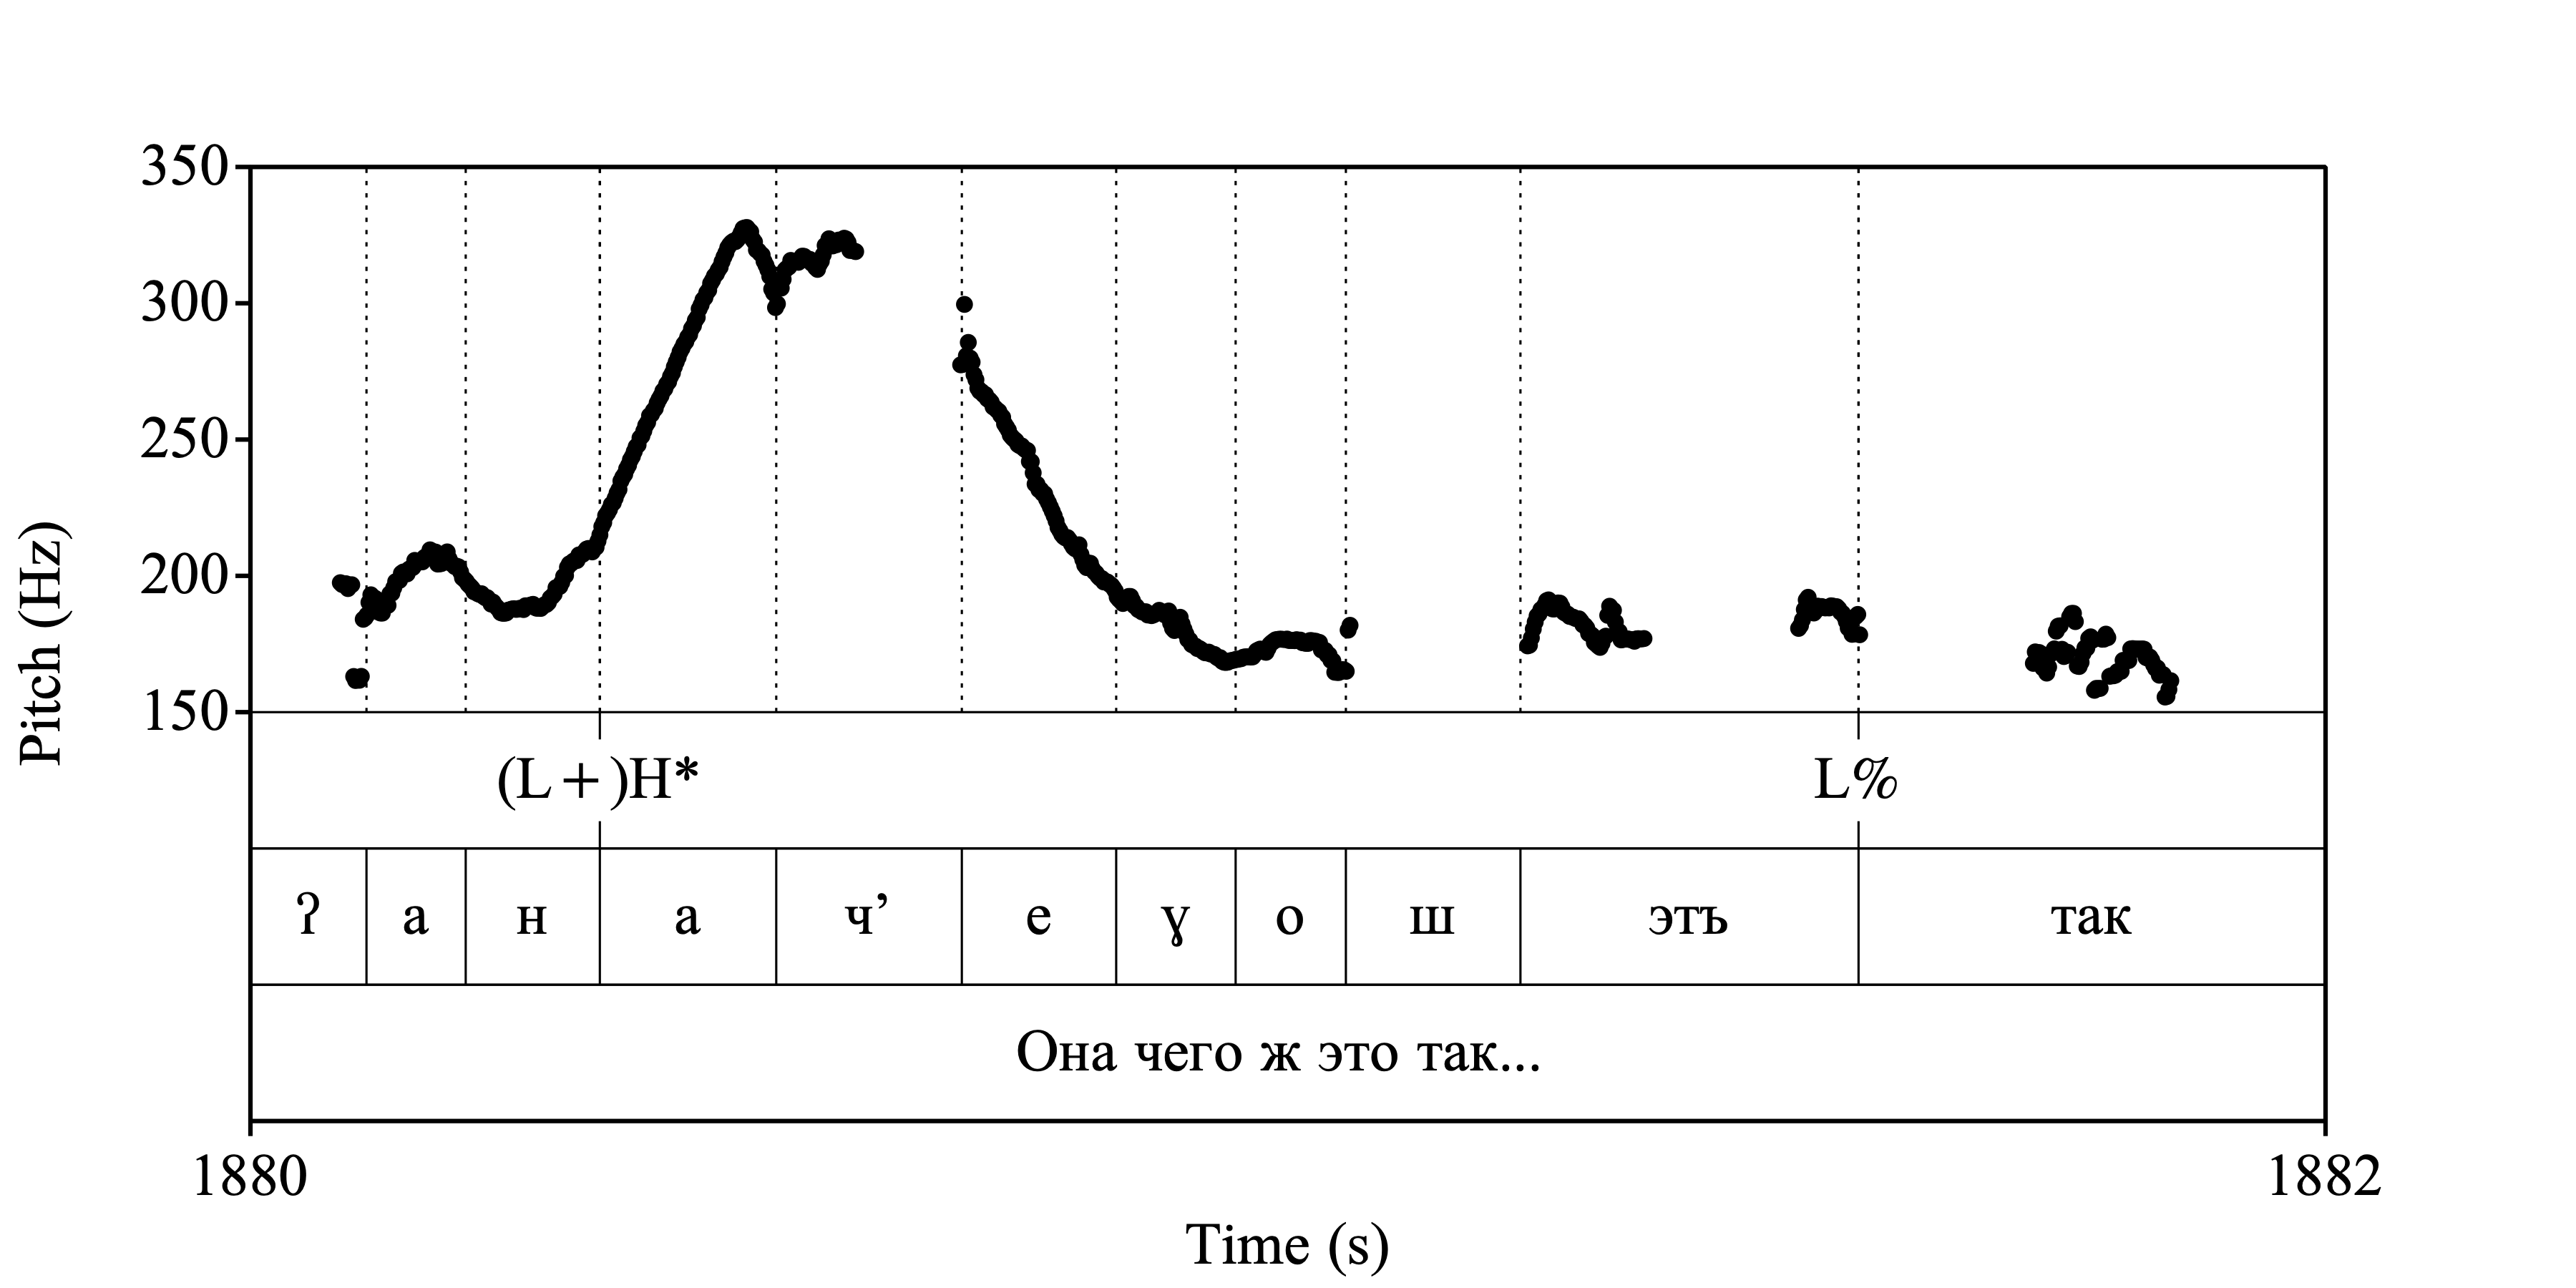 350
300
250
200
150
Pitch (Hz)
(L+)H* L%
ʔ а н а ч’ е ɣ о ш эть так
Она чего ж это так...
1880 1882
Time (s)